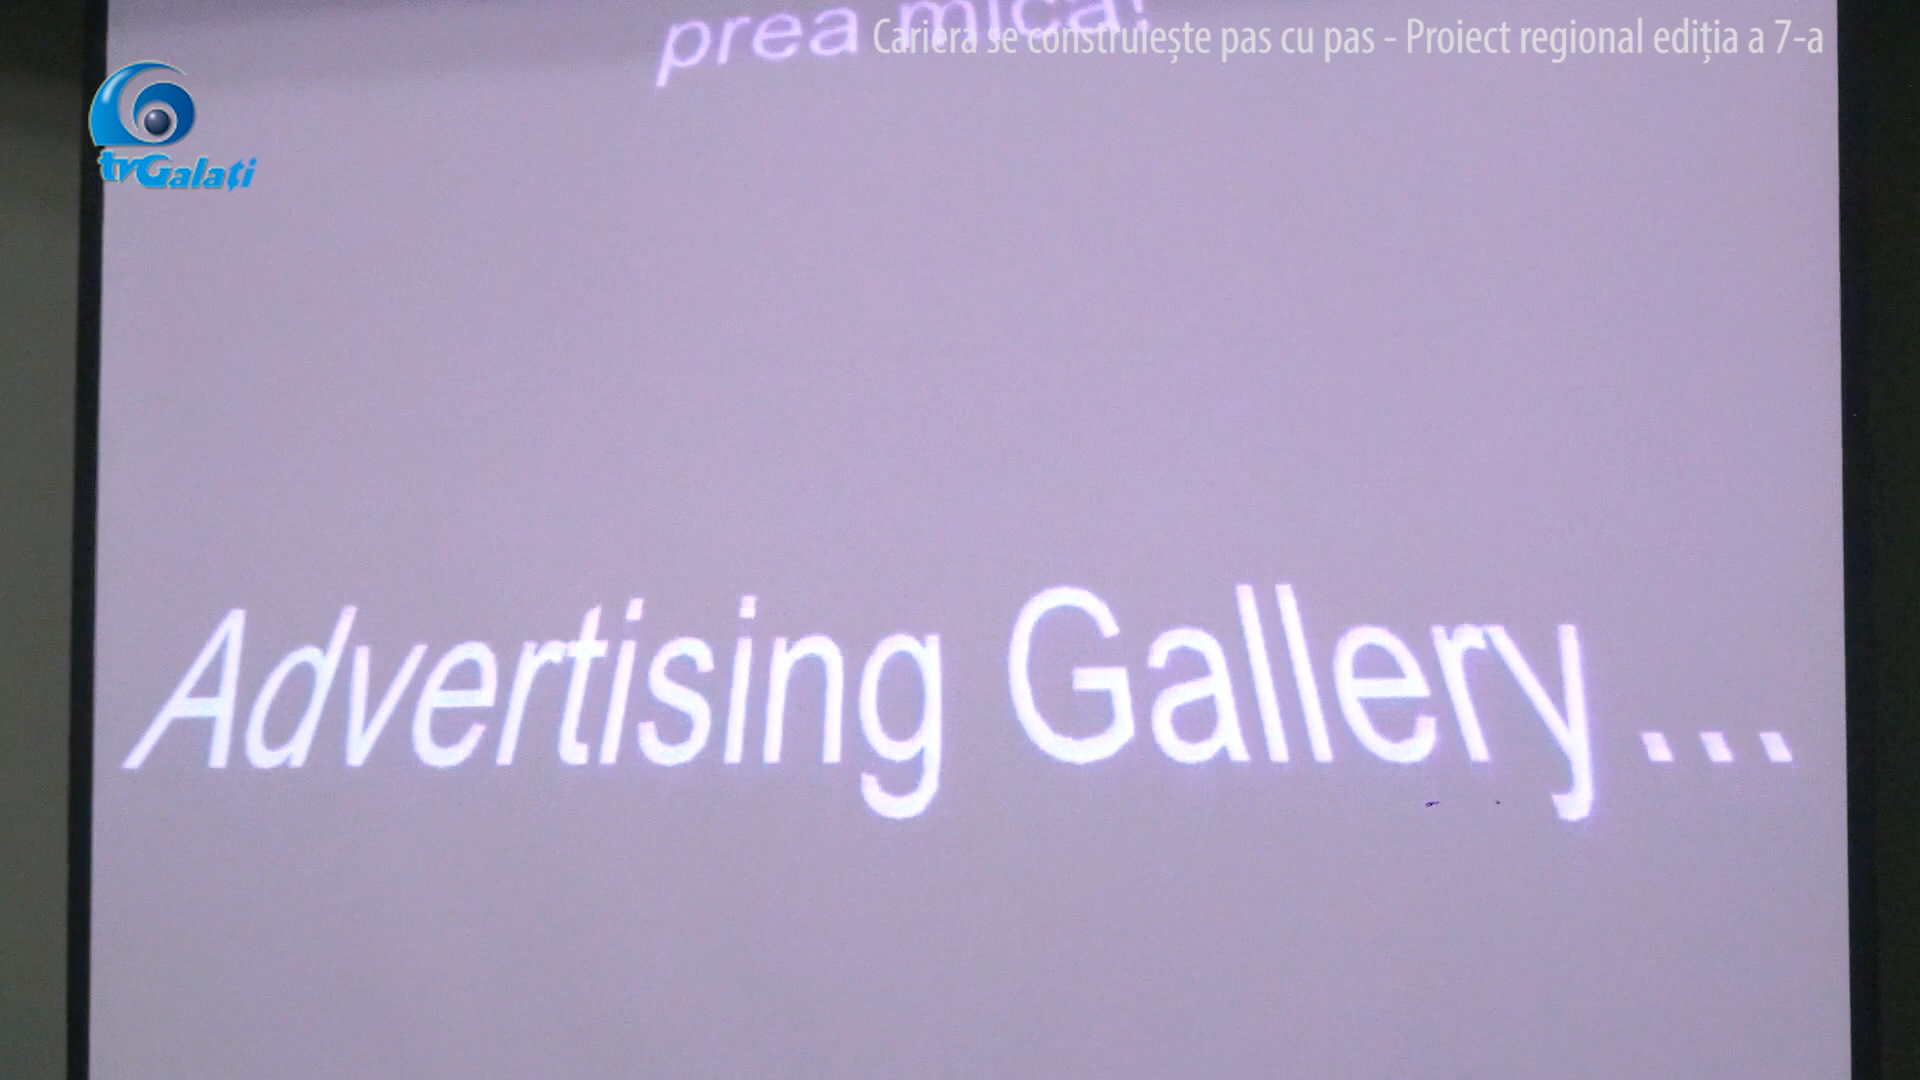 prea mica!
Cariera se construiește pas cu pas - Proiect regional ediția a 7-a
tvGalați
Advertising Gallery...